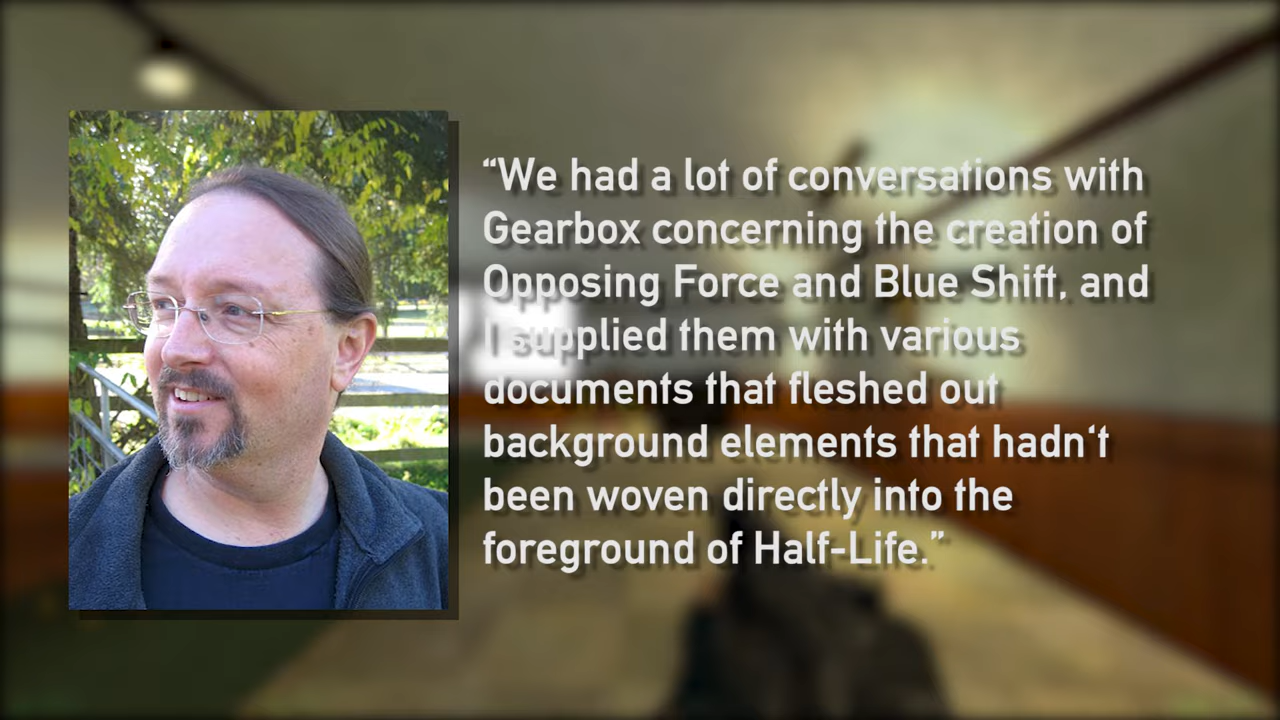 “We had a lot of conversations with
Gearbox concerning the creation of
Opposing Force and Blue Shift, and
I supplied them with various
documents that fleshed out
background elements that hadn‘t
been woven directly into the
foreground of Half-Life.”